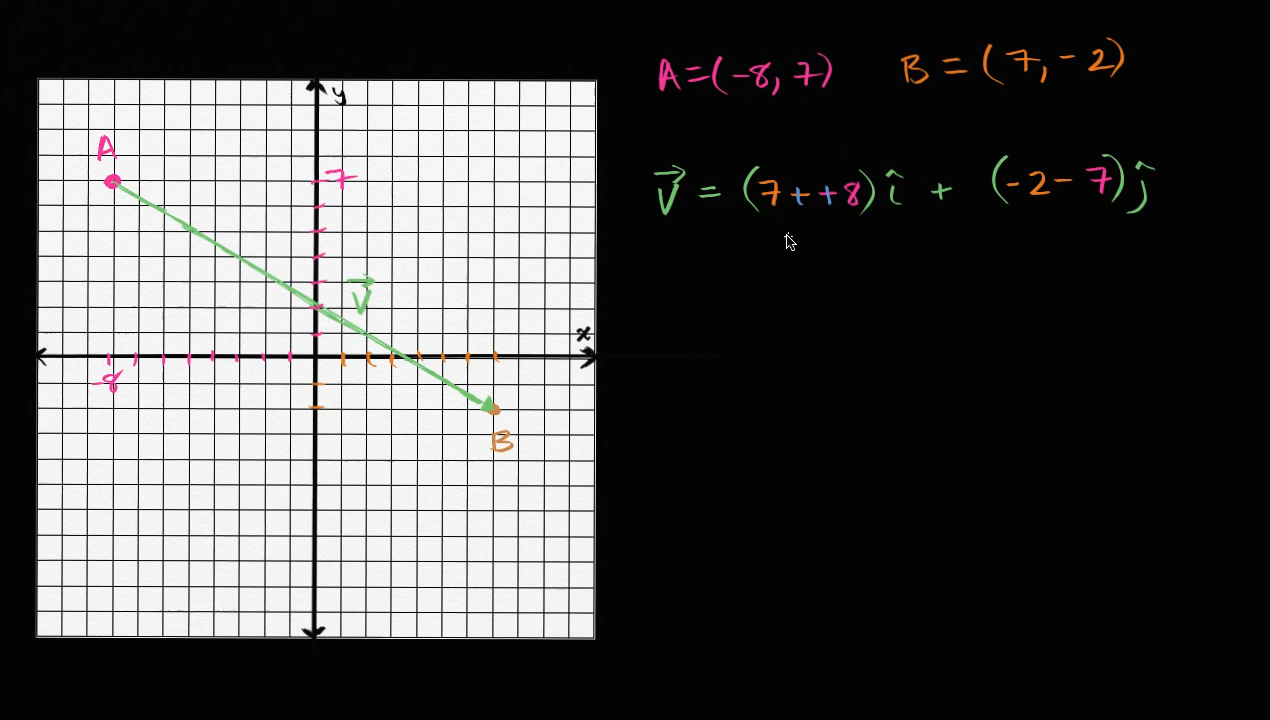 A=(-8, 7) B = (7, -2)
y
A
7
V⃗ = (7 + +8) î + (-2 - 7) ĵ
V⃗
x
-8
B